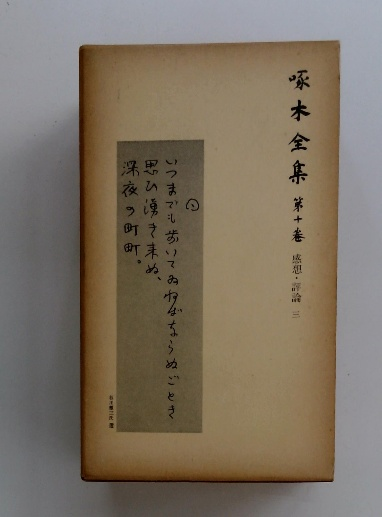 啄木全集 第十巻 感想・評論 三
いつまでも歩いてゐねばならぬごとき
思ひ湧き来ぬ、
深夜の町町。